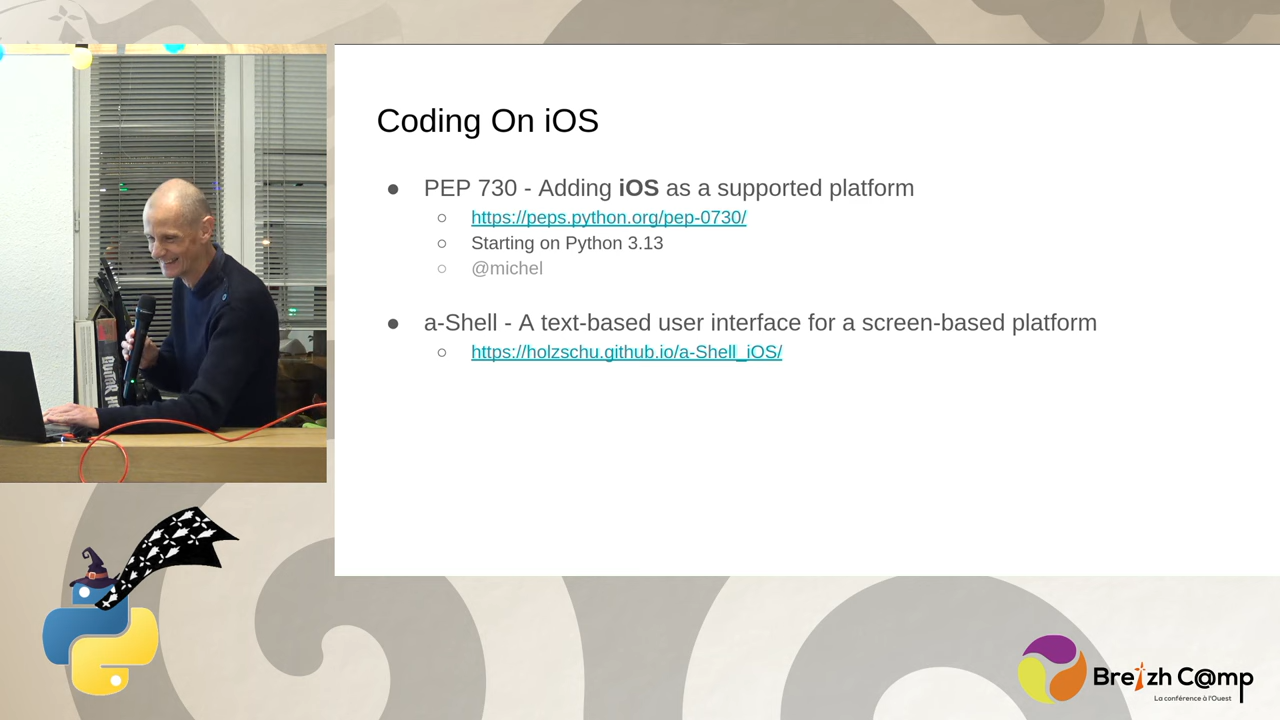 Coding On iOS
● PEP 730 - Adding iOS as a supported platform
○ https://peps.python.org/pep-0730/
○ Starting on Python 3.13
○ @michel
● a-Shell - A text-based user interface for a screen-based platform
○ https://holzschu.github.io/a-Shell_iOS/
Breizh C@mp
La conférence à l'Ouest